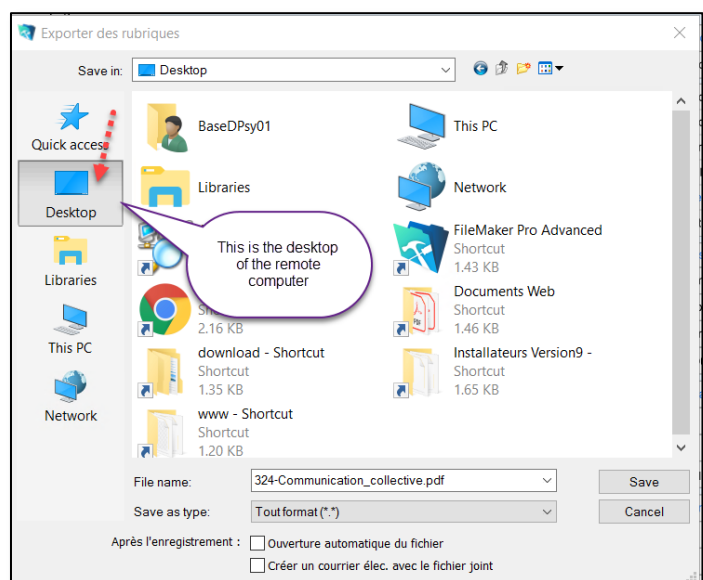 Exporter des rubriques
Save in:
Desktop
Quick access
Desktop
Libraries
This PC
Network
BaseDPsy01
This PC
Libraries
Network
This is the desktop
of the remote
computer
FileMaker Pro Advanced
Shortcut
1.43 KB
Documents Web
Shortcut
1.46 KB
2.16 KB
download - Shortcut
Shortcut
1.35 KB
Installateurs Version9 -
Shortcut
1.65 KB
www - Shortcut
Shortcut
1.20 KB
File name:
324-Communication_collective.pdf
Save
Save as type:
Tout format (*.*)
Cancel
Après l'enregistrement :
Ouverture automatique du fichier
Créer un courrier élec. avec le fichier joint